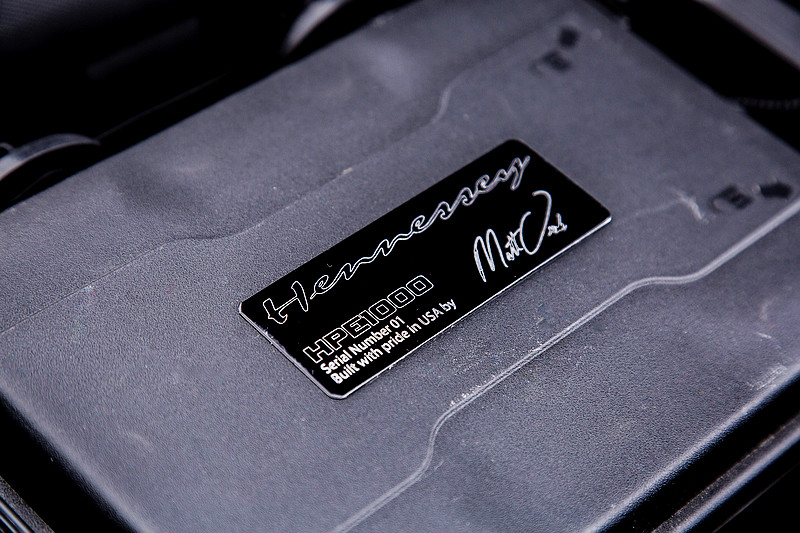 Hennessey
HPE1000
Serial Number 01
Built with pride in USA by